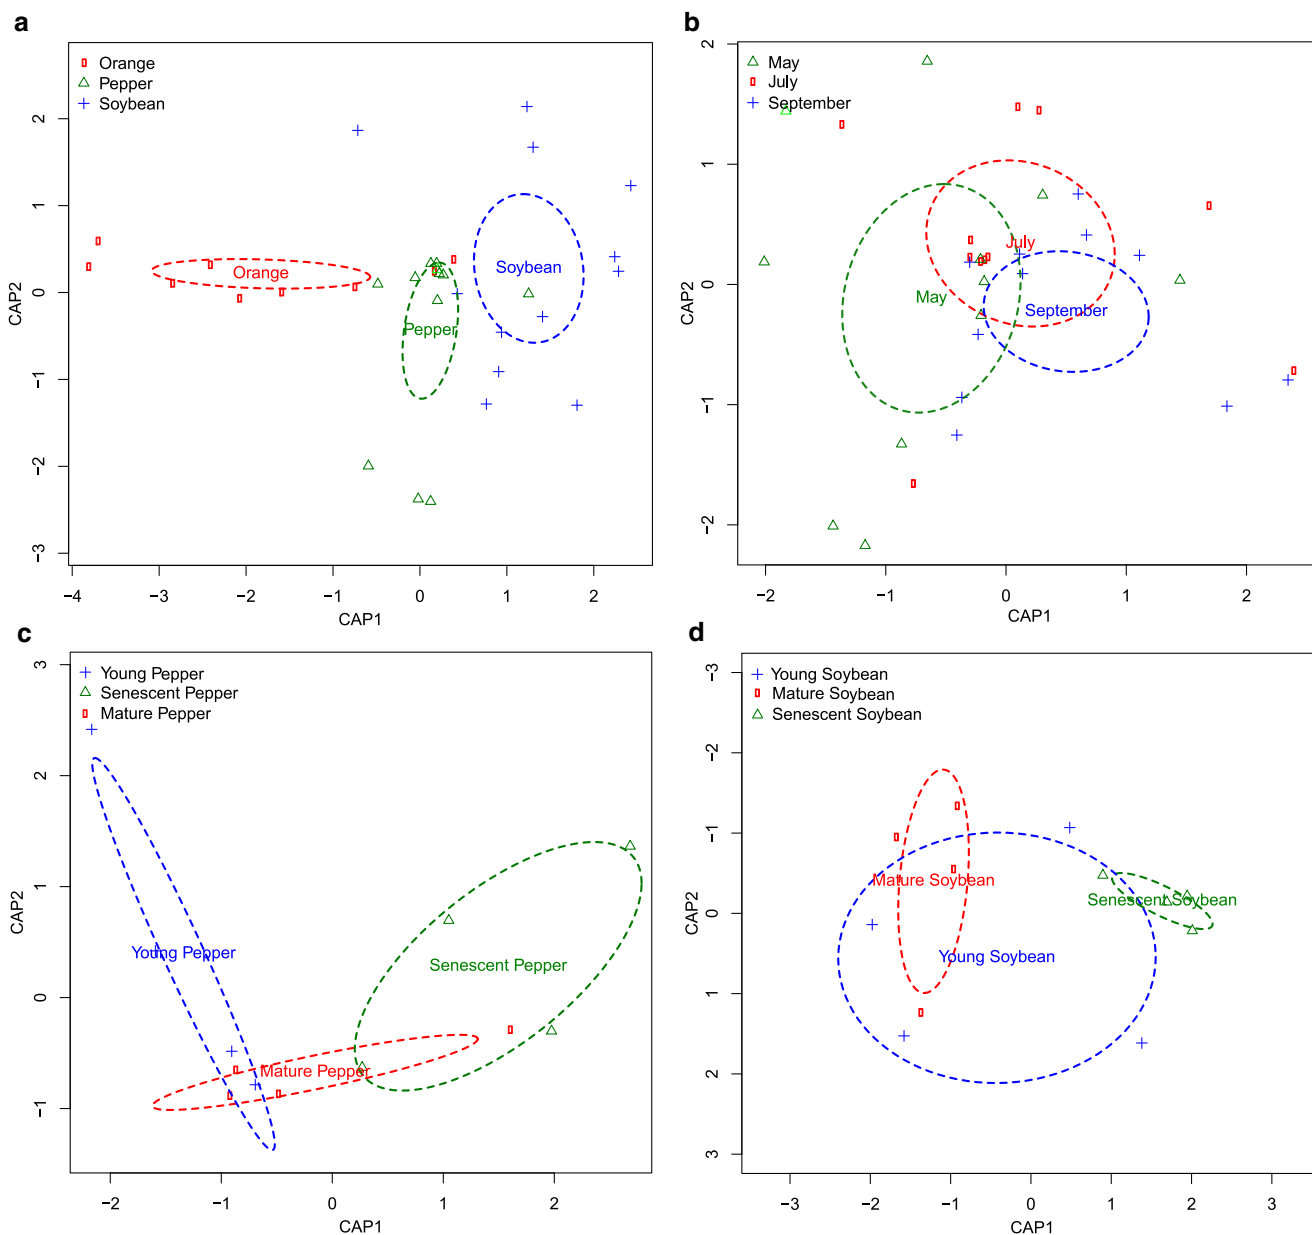 a
Orange
Pepper
Soybean
2
1
0
−1
−2
−3
CAP2
Orange
Pepper
Soybean
−4
−3
−2
−1
0
1
2
CAP1
b
May
July
September
2
1
0
−1
−2
CAP2
July
May
September
−2
−1
0
1
2
CAP1
c
Young Pepper
Senescent Pepper
Mature Pepper
3
2
1
0
−1
CAP2
Young Pepper
Senescent Pepper
Mature Pepper
−2
−1
0
1
2
CAP1
d
Young Soybean
Mature Soybean
Senescent Soybean
−3
−2
−1
0
1
2
3
CAP2
Mature Soybean
Senescent Soybean
Young Soybean
−3
−2
−1
0
1
2
3
CAP1